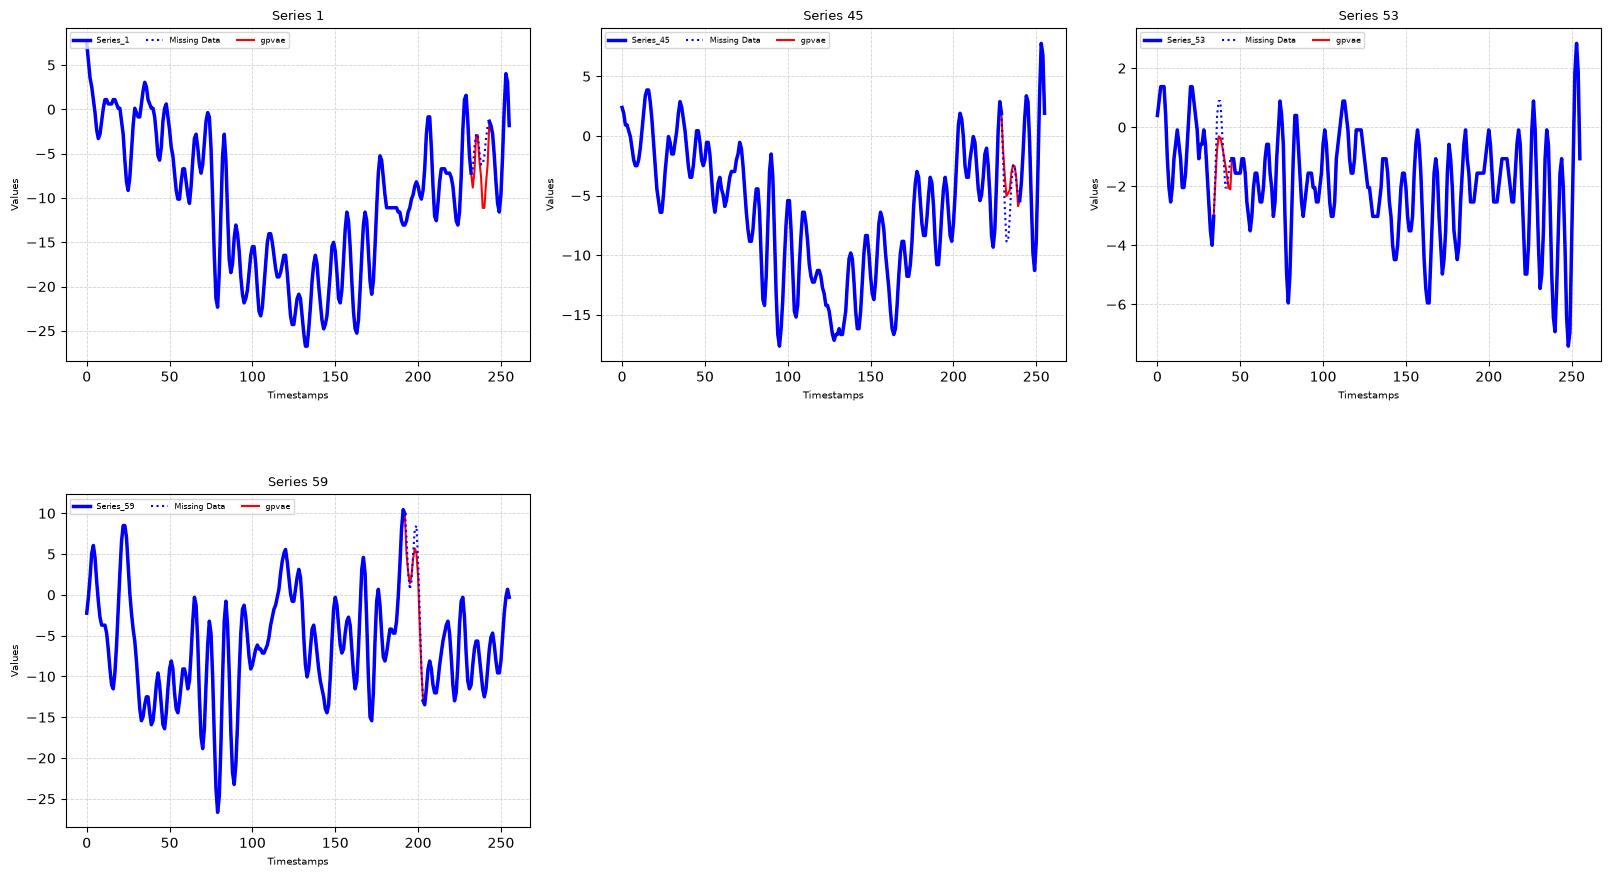 Series 1
Series_1 Missing Data gpvae
5
0
−5
−10
−15
−20
−25
Values
0 50 100 150 200 250
Timestamps
Series 45
Series_45 Missing Data gpvae
5
0
−5
−10
−15
Values
0 50 100 150 200 250
Timestamps
Series 53
Series_53 Missing Data gpvae
2
0
−2
−4
−6
Values
0 50 100 150 200 250
Timestamps
Series 59
Series_59 Missing Data gpvae
10
5
0
−5
−10
−15
−20
−25
Values
0 50 100 150 200 250
Timestamps